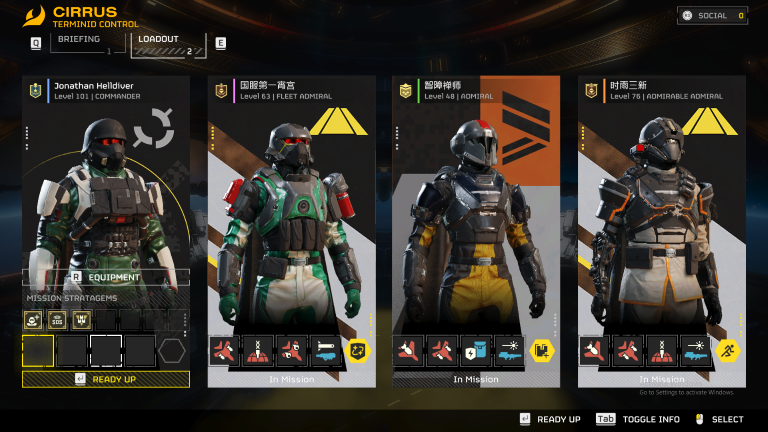 CIRRUS
TERMINID CONTROL
SOCIAL 0
Q BRIEFING 1 LOADOUT 2 E
Jonathan Helldiver
Level 101 | COMMANDER
国服第一宵宫
Level 63 | FLEET ADMIRAL
智障禅师
Level 48 | ADMIRAL
时雨三新
Level 76 | ADMIRABLE ADMIRAL
R EQUIPMENT
MISSION STRATAGEMS
SOS
READY UP
In Mission
In Mission
In Mission
Go to Settings to activate Windows.
READY UP Tab TOGGLE INFO SELECT